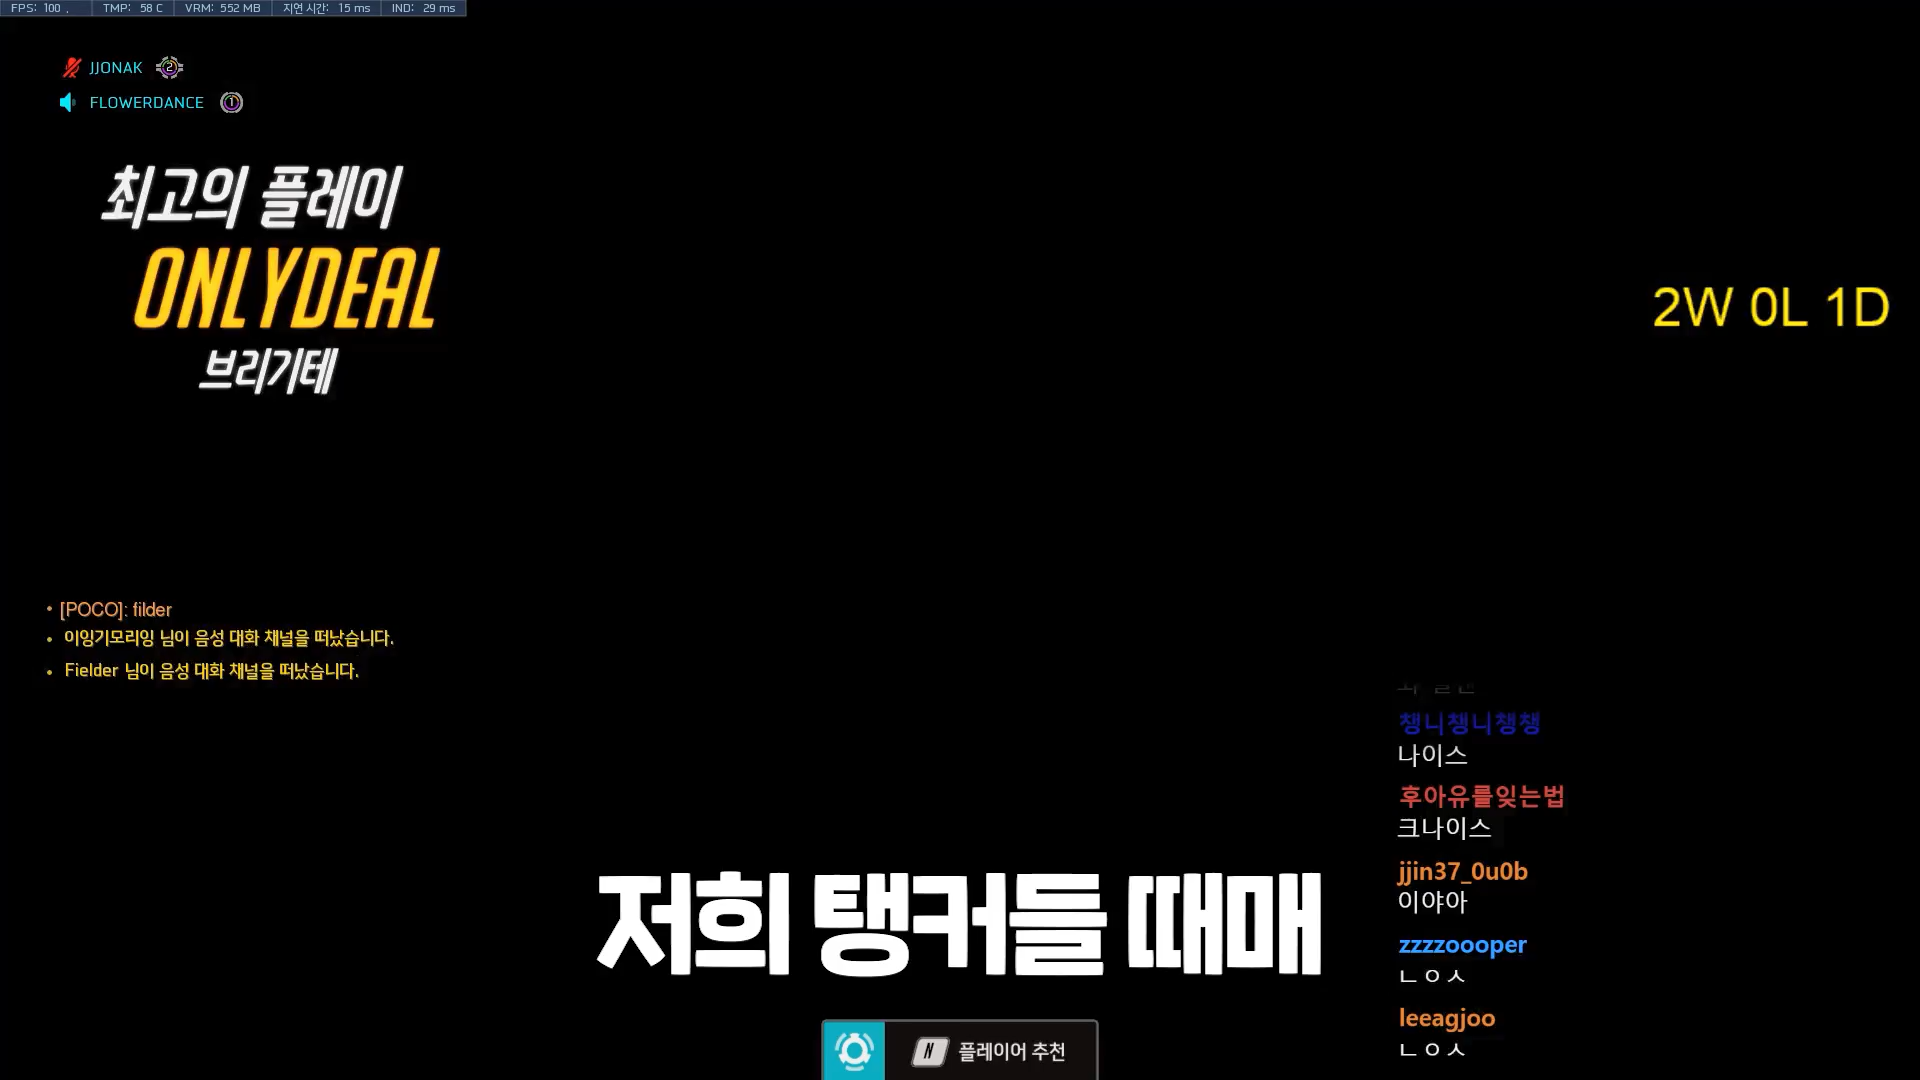 FPS: 100 . TMP: 58 C VRM: 552 MB 지연 시간: 15 ms IND: 29 ms
JJONAK 2
FLOWERDANCE 1
최고의 플레이
ONLYDEAL
브리기테
2W 0L 1D
• [POCO]: filder
• 이잉기모리잉 님이 음성 대화 채널을 떠났습니다.
• Fielder 님이 음성 대화 채널을 떠났습니다.
챙니챙니챙챙
나이스
후아유를잊는법
크나이스
jjin37_0u0b
이야아
zzzzoooper
ㄴㅇㅅ
leeagjoo
ㄴㅇㅅ
저희 탱커들 때매
N 플레이어 추천